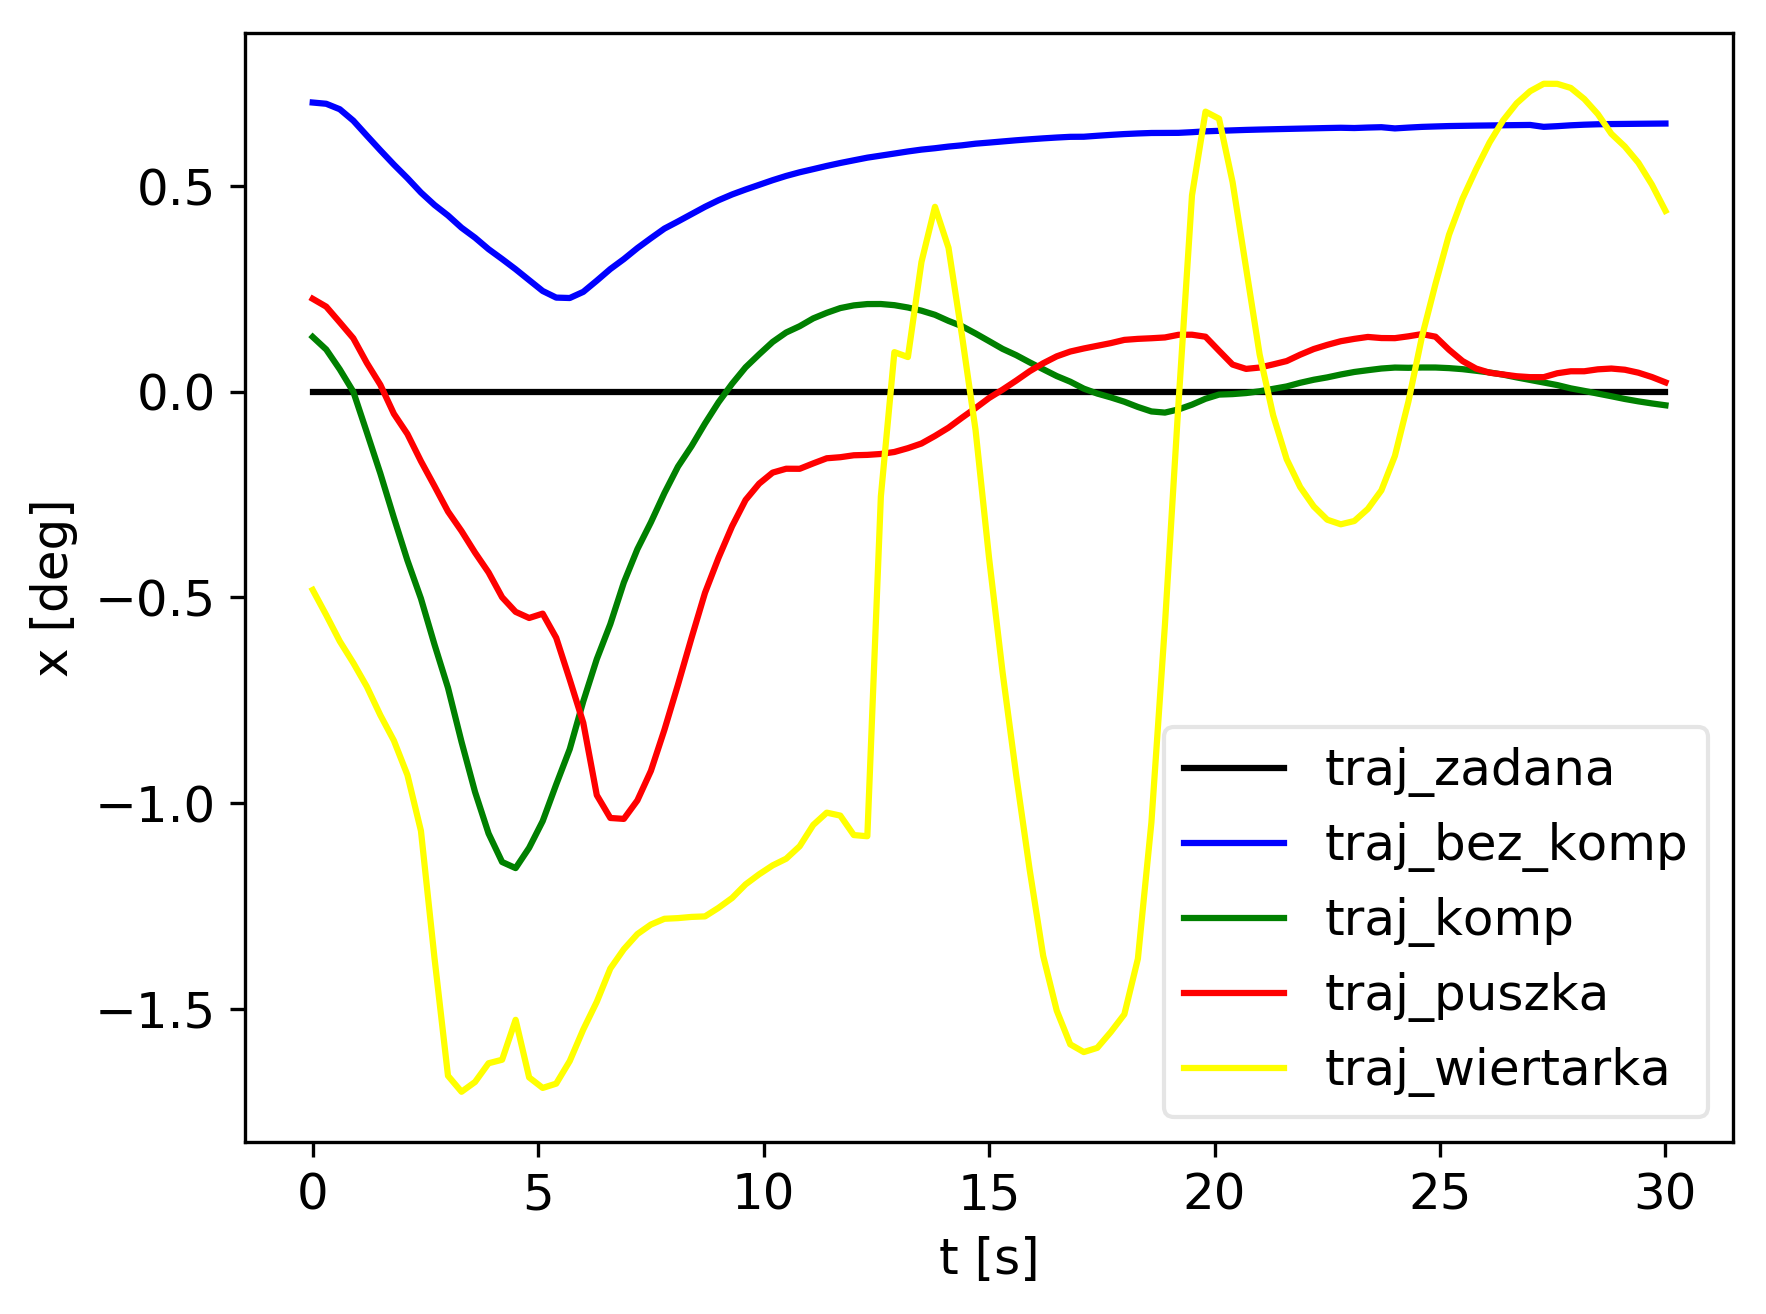 0.5
0.0
−0.5
−1.0
−1.5
x [deg]
traj_zadana
traj_bez_komp
traj_komp
traj_puszka
traj_wiertarka
0 5 10 15 20 25 30
t [s]